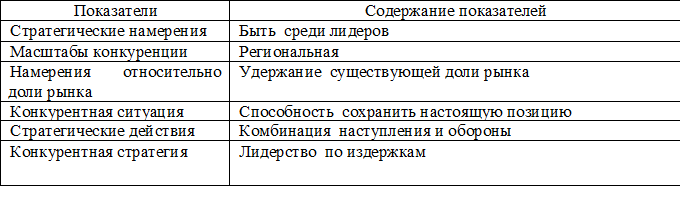 Показатели Содержание показателей
Стратегические намерения Быть среди лидеров
Масштабы конкуренции Региональная
Намерения относительно Удержание существующей доли рынка
доли рынка
Конкурентная ситуация Способность сохранить настоящую позицию
Стратегические действия Комбинация наступления и обороны
Конкурентная стратегия Лидерство по издержкам